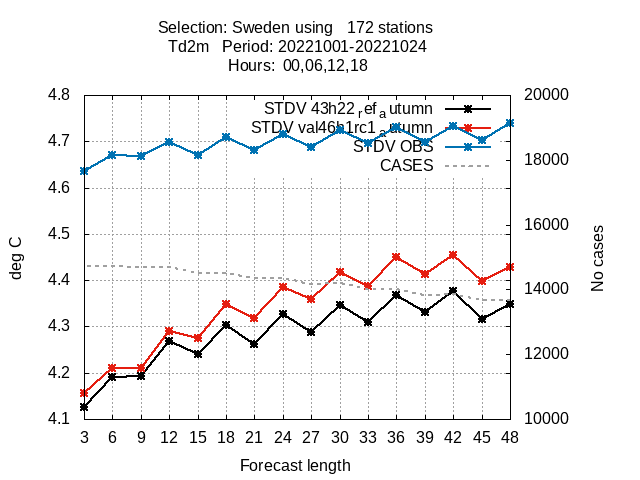 Selection: Sweden using   172 stations
Td2m   Period: 20221001-20221024
Hours: 00,06,12,18
STDV 43h22_ref_autumn
STDV val46h1rc1_autumn
STDV OBS
CASES
4.8
4.7
4.6
4.5
4.4
4.3
4.2
4.1
deg C
20000
18000
16000
14000
12000
10000
No cases
3 6 9 12 15 18 21 24 27 30 33 36 39 42 45 48
Forecast length